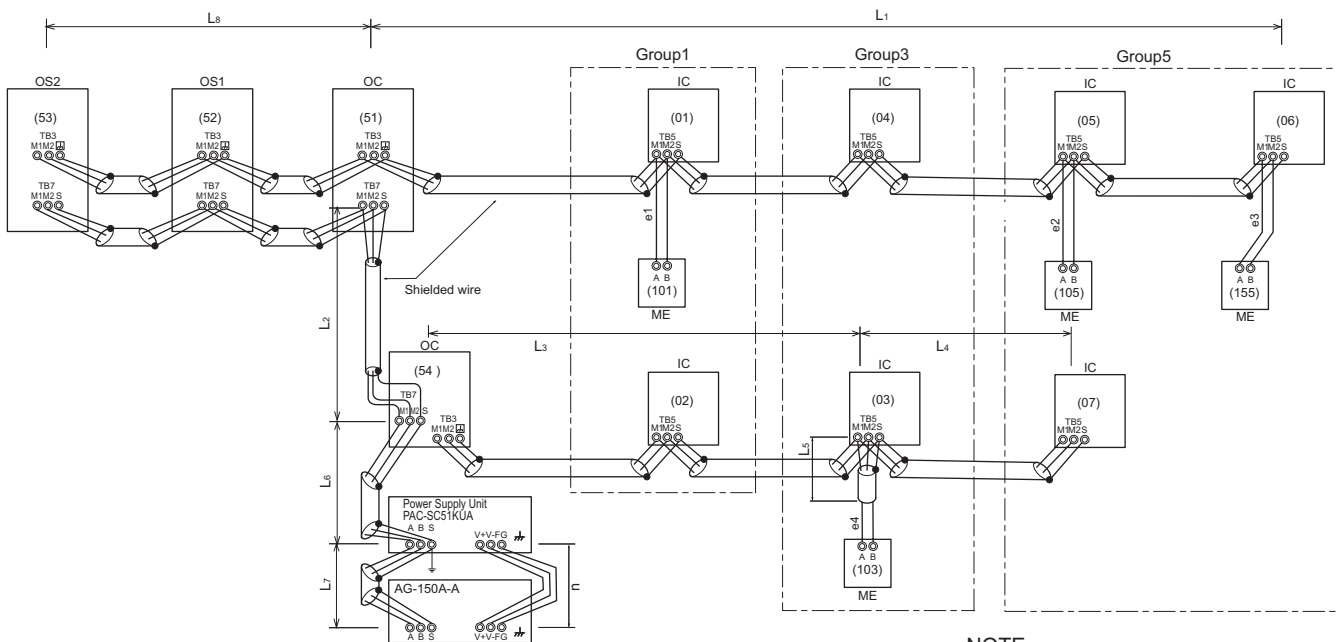 L8
L1
Group1
Group3
Group5
OS2
OS1
OC
IC
IC
IC
IC
(53)
(52)
(51)
(01)
(04)
(05)
(06)
TB3
M1M2
TB3
M1M2
TB3
M1M2
TB5
M1M2S
TB5
M1M2S
TB5
M1M2S
TB5
M1M2S
TB7
M1M2 S
TB7
M1M2 S
TB7
M1M2 S
e1
e2
e3
A B
(101)
ME
A B
(105)
ME
A B
(155)
ME
Shielded wire
L2
L3
L4
OC
(54 )
TB7
M1M2 S
TB3
M1M2
IC
(02)
TB5
M1M2S
IC
(03)
TB5
M1M2S
IC
(07)
TB5
M1M2S
L5
e4
A B
(103)
ME
L6
Power Supply Unit
PAC-SC51KUA
A B S
V+V-FG
L7
n
AG-150A-A
A B S
V+V-FG